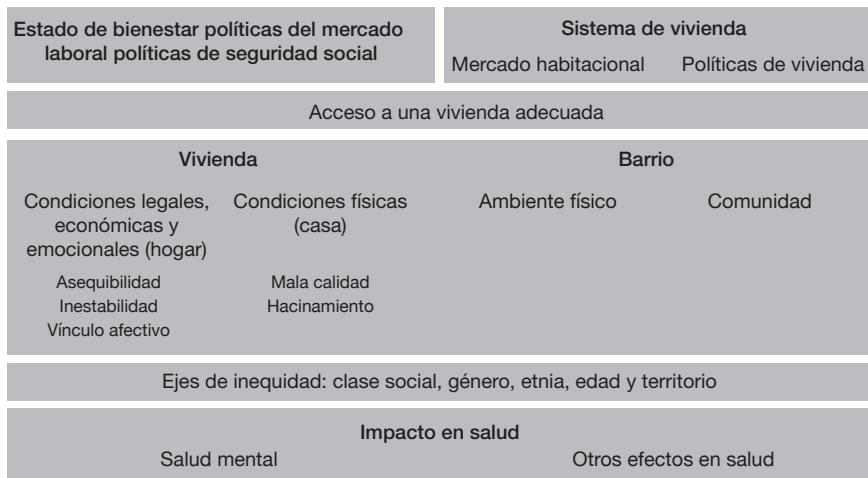 Estado de bienestar políticas del mercado
laboral políticas de seguridad social
Sistema de vivienda
Mercado habitacional
Políticas de vivienda
Acceso a una vivienda adecuada
Vivienda
Condiciones legales,
económicas y
emocionales (hogar)
Asequibilidad
Inestabilidad
Vínculo afectivo
Condiciones físicas
(casa)
Mala calidad
Hacinamiento
Barrio
Ambiente físico
Comunidad
Ejes de inequidad: clase social, género, etnia, edad y territorio
Impacto en salud
Salud mental
Otros efectos en salud